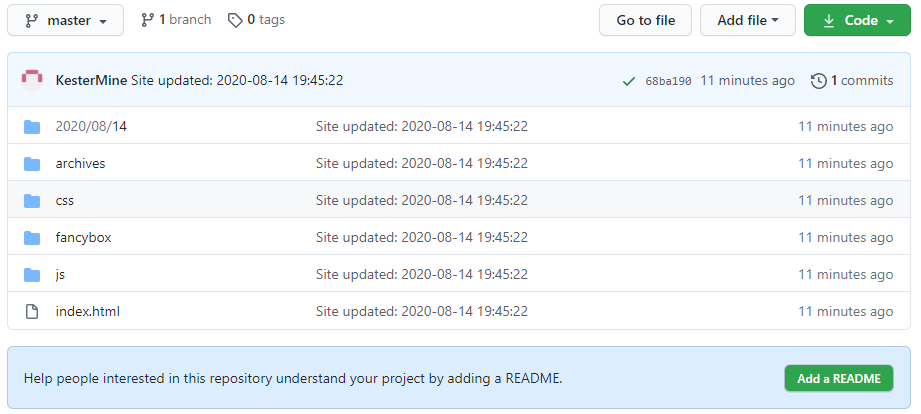 master 1 branch 0 tags Go to file Add file Code
KesterMine Site updated: 2020-08-14 19:45:22 68ba190 11 minutes ago 1 commits
2020/08/14 Site updated: 2020-08-14 19:45:22 11 minutes ago
archives Site updated: 2020-08-14 19:45:22 11 minutes ago
css Site updated: 2020-08-14 19:45:22 11 minutes ago
fancybox Site updated: 2020-08-14 19:45:22 11 minutes ago
js Site updated: 2020-08-14 19:45:22 11 minutes ago
index.html Site updated: 2020-08-14 19:45:22 11 minutes ago
Help people interested in this repository understand your project by adding a README. Add a README